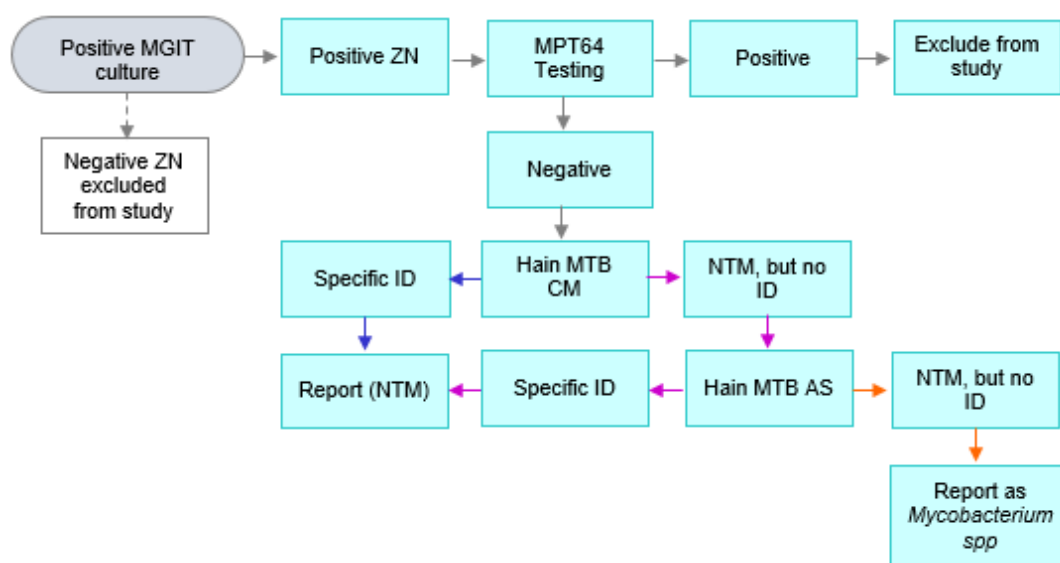 Positive MGIT
culture
Positive ZN
MPT64
Testing
Positive
Exclude from
study
Negative ZN
excluded
from study
Negative
Specific ID
Hain MTB
CM
NTM, but no
ID
Report (NTM)
Specific ID
Hain MTB AS
NTM, but no
ID
Report as
Mycobacterium
spp